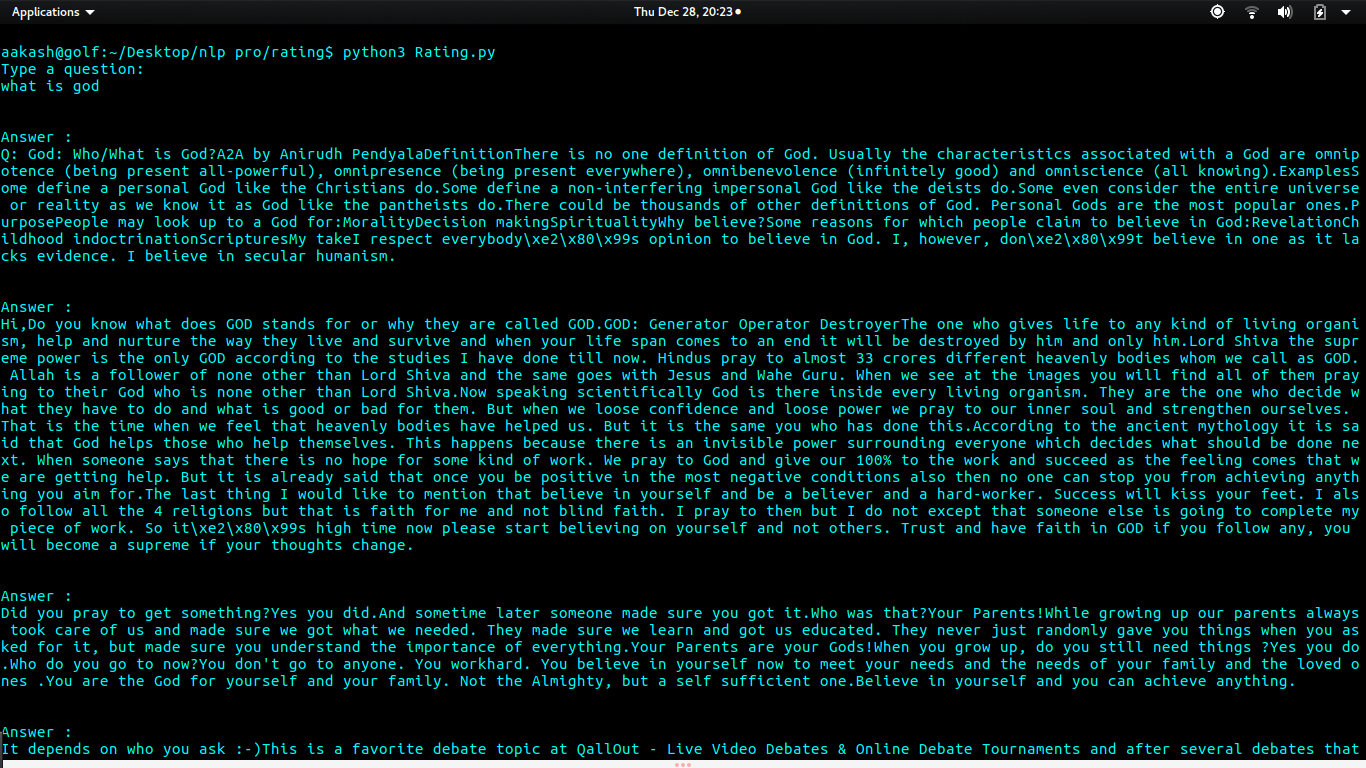 Applications
Thu Dec 28, 20:23
aakash@golf:~/Desktop/nlp pro/rating$ python3 Rating.py
Type a question:
what is god
Answer :
Q: God: Who/What is God?A2A by Anirudh PendyalaDefinitionThere is no one definition of God. Usually the characteristics associated with a God are omnip
otence (being present all-powerful), omnipresence (being present everywhere), omnibenevolence (infinitely good) and omniscience (all knowing).ExamplesS
ome define a personal God like the Christians do.Some define a non-interfering impersonal God like the deists do.Some even consider the entire universe
 or reality as we know it as God like the pantheists do.There could be thousands of other definitions of God. Personal Gods are the most popular ones.P
urposePeople may look up to a God for:MoralityDecision makingSpiritualityWhy believe?Some reasons for which people claim to believe in God:RevelationCh
ildhood indoctrinationScripturesMy takeI respect everybody\xe2\x80\x99s opinion to believe in God. I, however, don\xe2\x80\x99t believe in one as it la
cks evidence. I believe in secular humanism.
Answer :
Hi,Do you know what does GOD stands for or why they are called GOD.GOD: Generator Operator DestroyerThe one who gives life to any kind of living organi
sm, help and nurture the way they live and survive and when your life span comes to an end it will be destroyed by him and only him.Lord Shiva the supr
eme power is the only GOD according to the studies I have done till now. Hindus pray to almost 33 crores different heavenly bodies whom we call as GOD.
 Allah is a follower of none other than Lord Shiva and the same goes with Jesus and Wahe Guru. When we see at the images you will find all of them pray
ing to their God who is none other than Lord Shiva.Now speaking scientifically God is there inside every living organism. They are the one who decide w
hat they have to do and what is good or bad for them. But when we loose confidence and loose power we pray to our inner soul and strengthen ourselves.
That is the time when we feel that heavenly bodies have helped us. But it is the same you who has done this.According to the ancient mythology it is sa
id that God helps those who help themselves. This happens because there is an invisible power surrounding everyone which decides what should be done ne
xt. When someone says that there is no hope for some kind of work. We pray to God and give our 100% to the work and succeed as the feeling comes that w
e are getting help. But it is already said that once you be positive in the most negative conditions also then no one can stop you from achieving anyth
ing you aim for.The last thing I would like to mention that believe in yourself and be a believer and a hard-worker. Success will kiss your feet. I als
o follow all the 4 religions but that is faith for me and not blind faith. I pray to them but I do not except that someone else is going to complete my
 piece of work. So it\xe2\x80\x99s high time now please start believing on yourself and not others. Trust and have faith in GOD if you follow any, you
will become a supreme if your thoughts change.
Answer :
Did you pray to get something?Yes you did.And sometime later someone made sure you got it.Who was that?Your Parents!While growing up our parents always
 took care of us and made sure we got what we needed. They made sure we learn and got us educated. They never just randomly gave you things when you as
ked for it, but made sure you understand the importance of everything.Your Parents are your Gods!When you grow up, do you still need things ?Yes you do
.Who do you go to now?You don't go to anyone. You workhard. You believe in yourself now to meet your needs and the needs of your family and the loved o
nes .You are the God for yourself and your family. Not the Almighty, but a self sufficient one.Believe in yourself and you can achieve anything.
Answer :
It depends on who you ask :-)This is a favorite debate topic at QallOut - Live Video Debates & Online Debate Tournaments and after several debates that